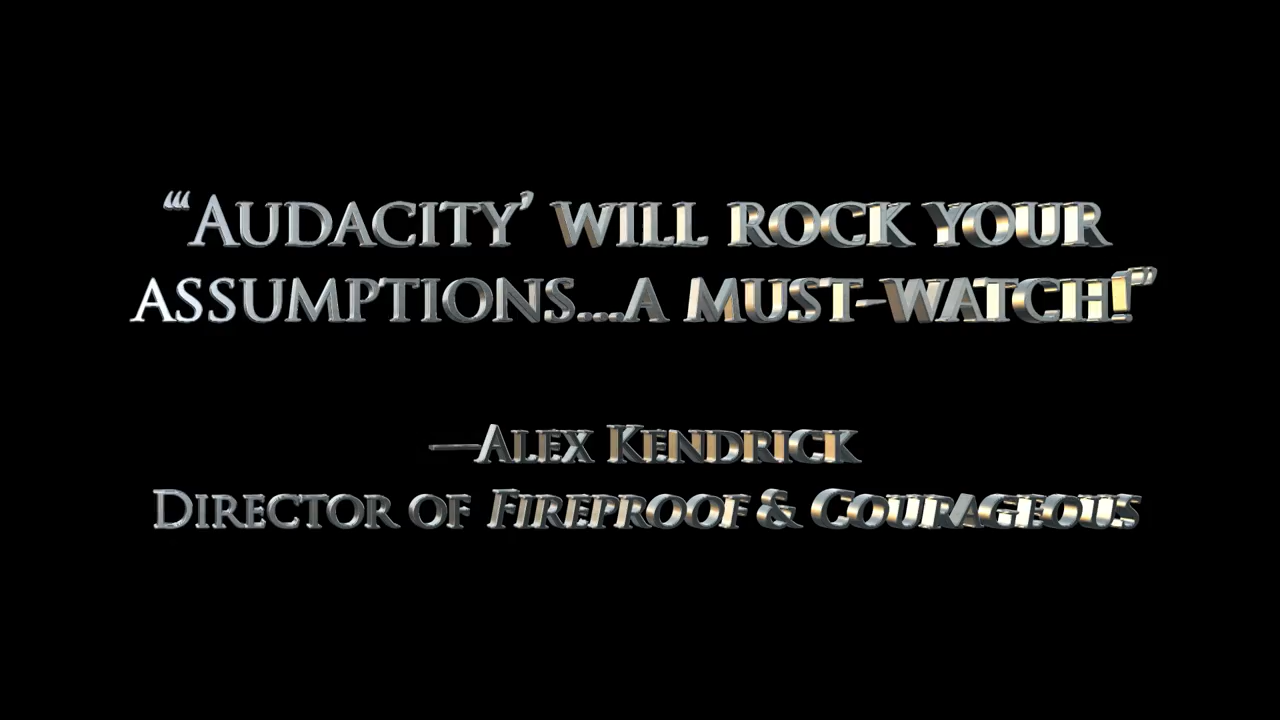 “‘Audacity’ will rock your
assumptions...a must-watch!”
—Alex Kendrick
Director of Fireproof & Courageous